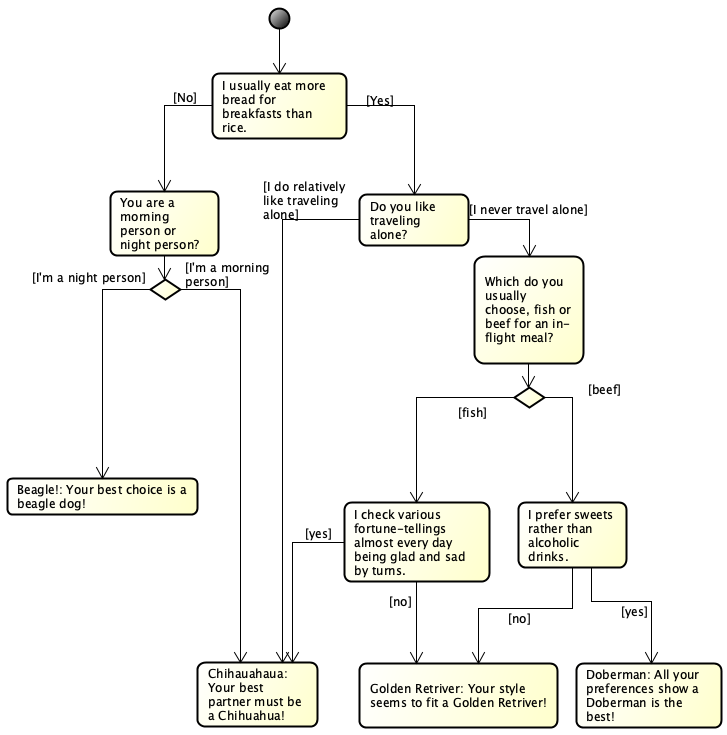 I usually eat more
bread for
breakfasts than
rice.
[No]
[Yes]
You are a
morning
person or
night person?
[I do relatively
like traveling
alone]
Do you like
traveling
alone?
[I never travel alone]
[I'm a night person]
[I'm a morning
person]
Which do you
usually
choose, fish or
beef for an in-
flight meal?
[fish]
[beef]
Beagle!: Your best choice is a
beagle dog!
I check various
fortune-tellings
almost every day
being glad and sad
by turns.
I prefer sweets
rather than
alcoholic
drinks.
[yes]
[no]
[no]
[yes]
Chihauahaua:
Your best
partner must be
a Chihuahua!
Golden Retriver: Your style
seems to fit a Golden Retriver!
Doberman: All your
preferences show a
Doberman is the
best!